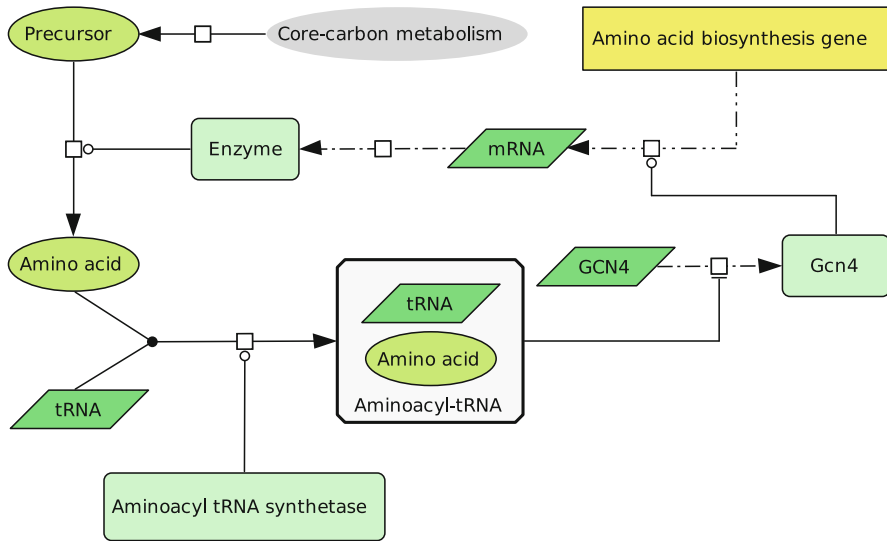 Precursor
Core-carbon metabolism
Amino acid biosynthesis gene
Enzyme
mRNA
Amino acid
GCN4
Gcn4
tRNA
Amino acid
Aminoacyl-tRNA
tRNA
Aminoacyl tRNA synthetase